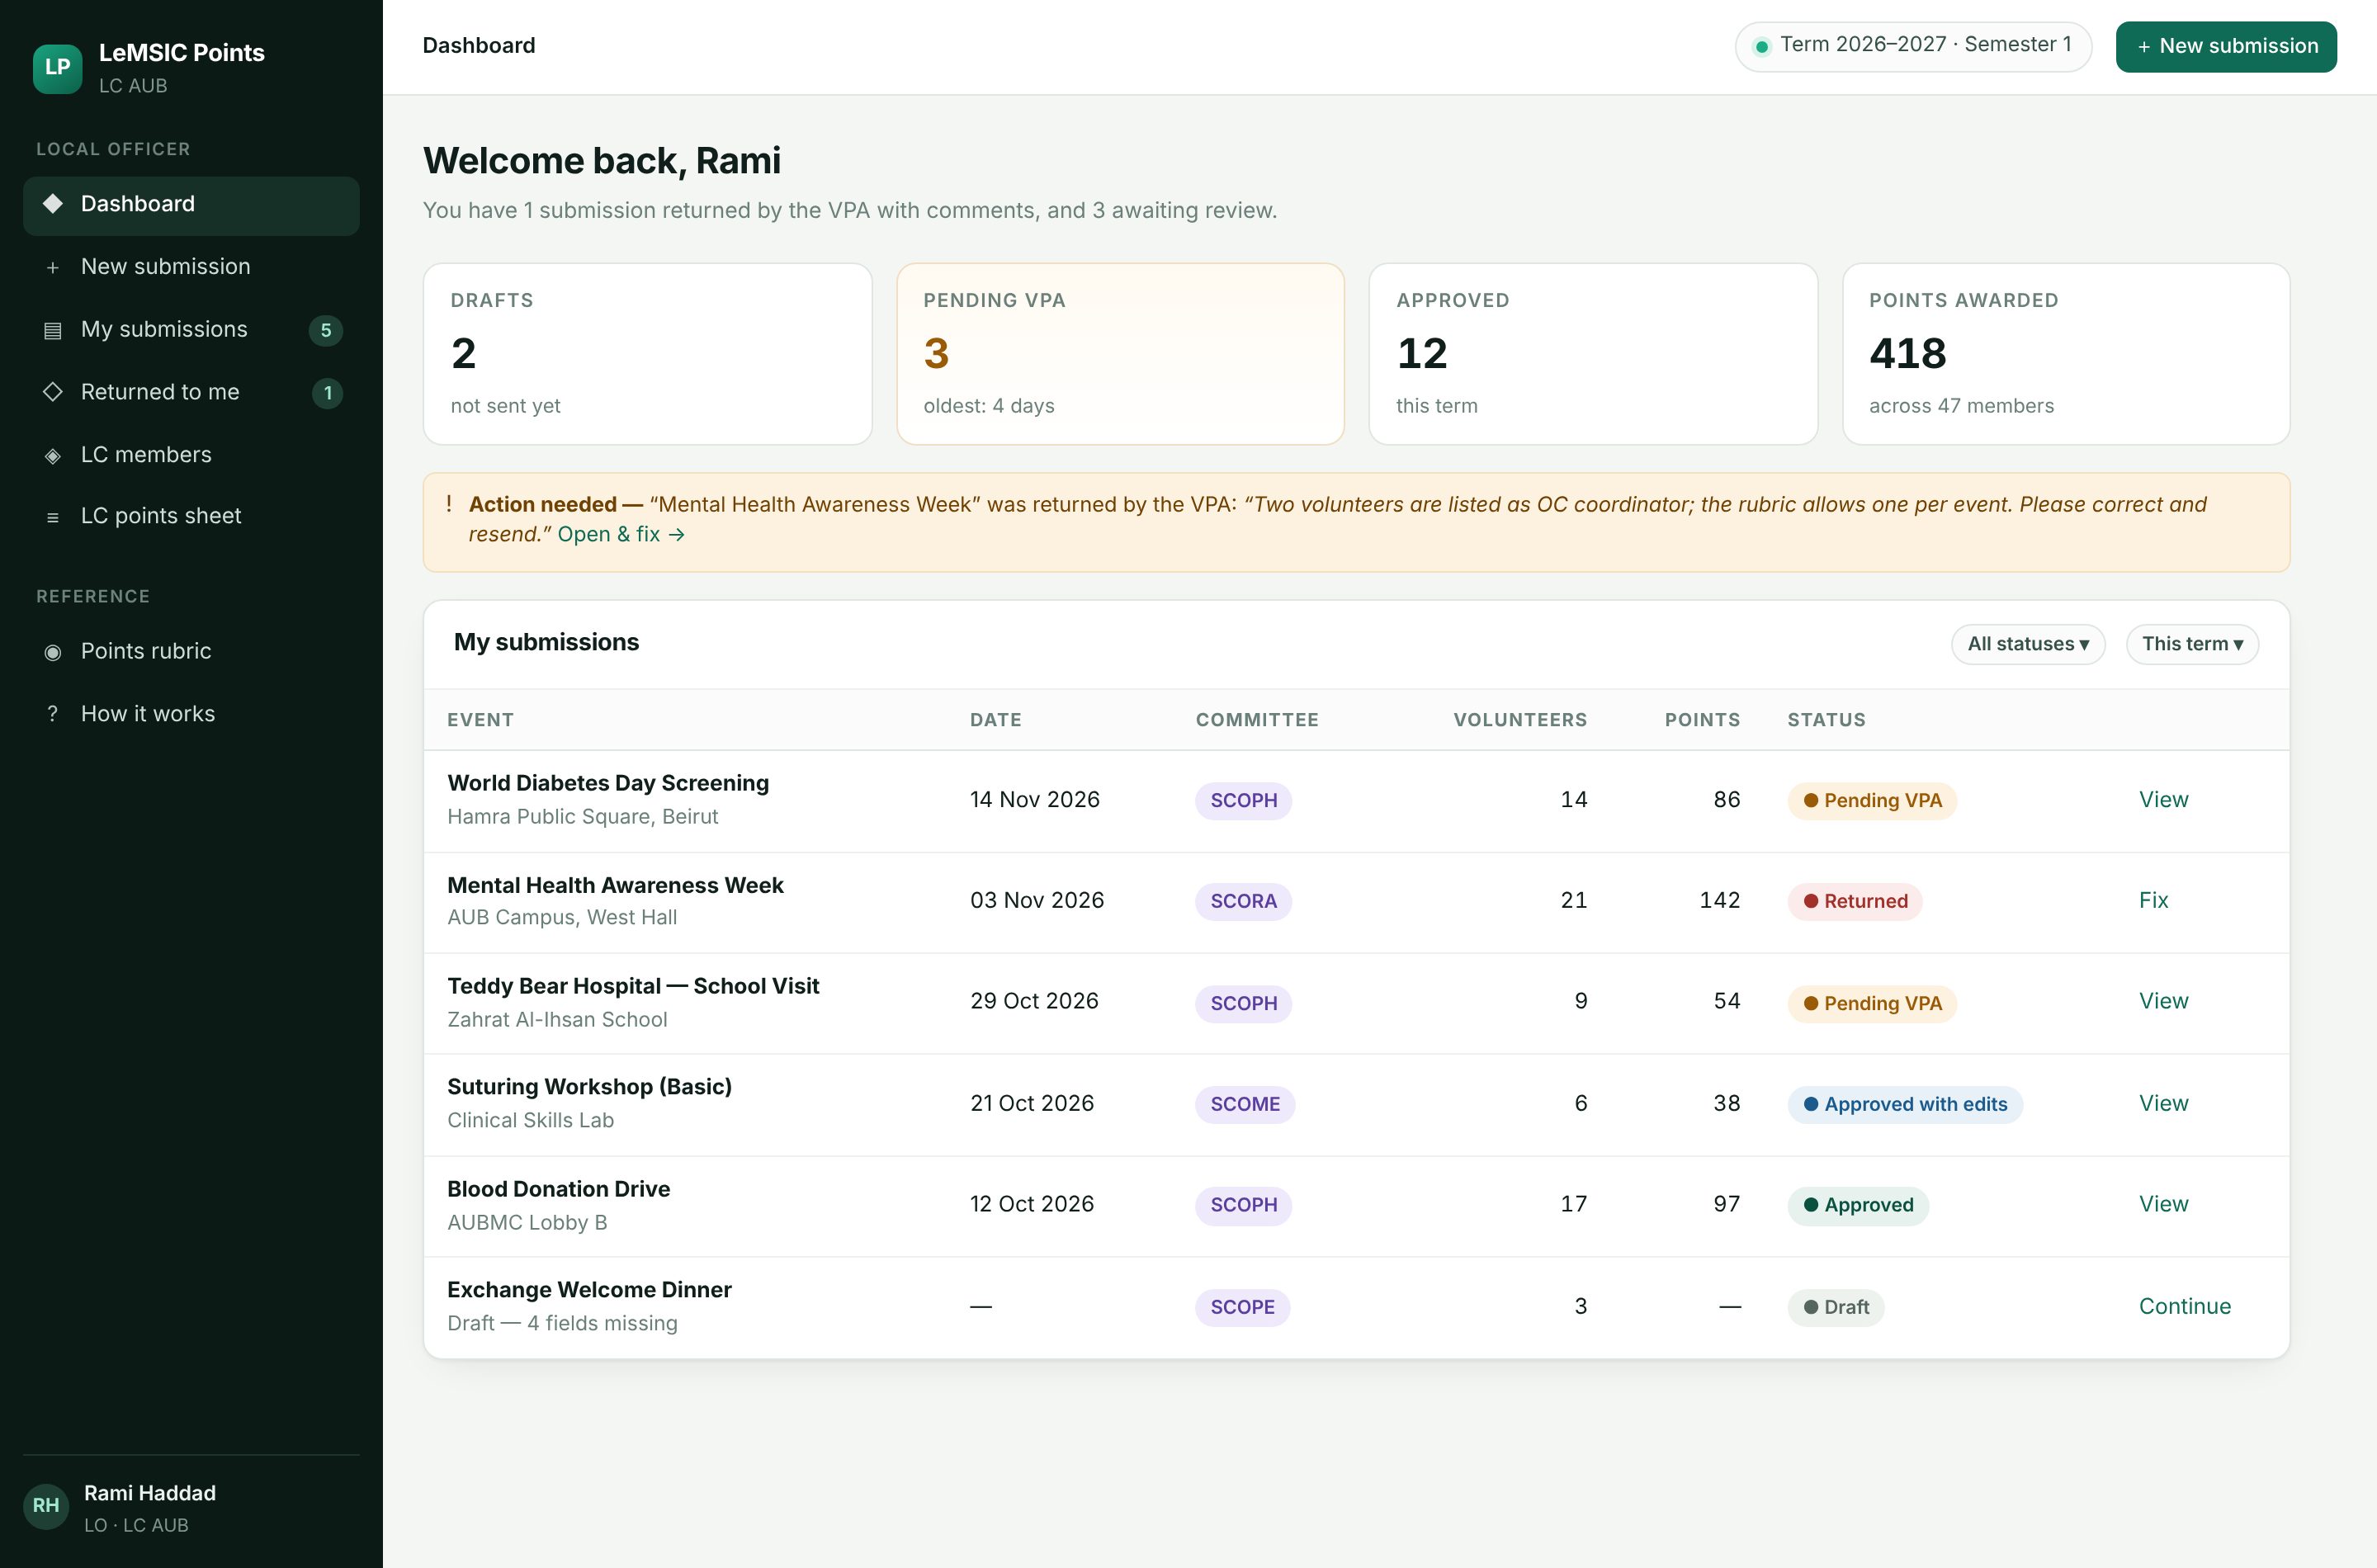 LP
LeMSIC Points
LC AUB
LOCAL OFFICER
◆ Dashboard
+ New submission
▤ My submissions 5
◇ Returned to me 1
◈ LC members
≡ LC points sheet
REFERENCE
◉ Points rubric
? How it works
RH
Rami Haddad
LO · LC AUB
Dashboard
Term 2026–2027 · Semester 1
+ New submission
Welcome back, Rami
You have 1 submission returned by the VPA with comments, and 3 awaiting review.
DRAFTS
2
not sent yet
PENDING VPA
3
oldest: 4 days
APPROVED
12
this term
POINTS AWARDED
418
across 47 members
! Action needed — “Mental Health Awareness Week” was returned by the VPA: “Two volunteers are listed as OC coordinator; the rubric allows one per event. Please correct and
resend.” Open & fix →
My submissions
All statuses ▾ This term ▾
EVENT DATE COMMITTEE VOLUNTEERS POINTS STATUS
World Diabetes Day Screening
Hamra Public Square, Beirut
14 Nov 2026 SCOPH 14 86 Pending VPA View
Mental Health Awareness Week
AUB Campus, West Hall
03 Nov 2026 SCORA 21 142 Returned Fix
Teddy Bear Hospital — School Visit
Zahrat Al-Ihsan School
29 Oct 2026 SCOPH 9 54 Pending VPA View
Suturing Workshop (Basic)
Clinical Skills Lab
21 Oct 2026 SCOME 6 38 Approved with edits View
Blood Donation Drive
AUBMC Lobby B
12 Oct 2026 SCOPH 17 97 Approved View
Exchange Welcome Dinner
Draft — 4 fields missing
— SCOPE 3 — Draft Continue